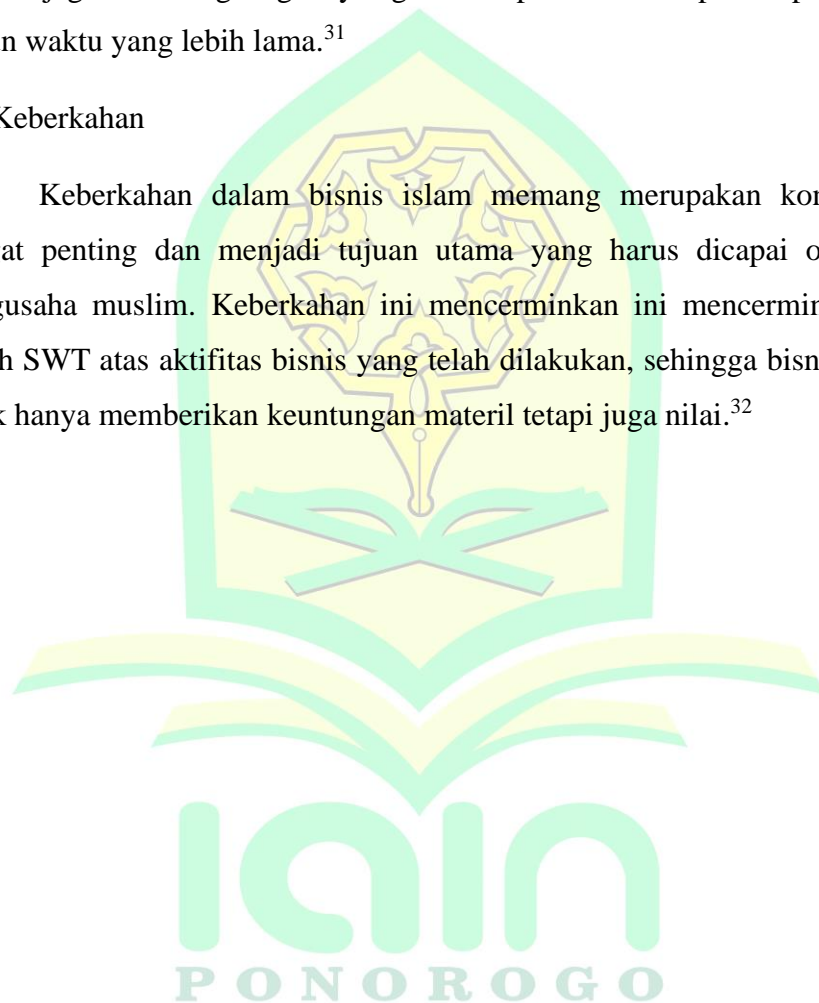 n waktu yang lebih lama.31
Keberkahan
Keberkahan dalam bisnis islam memang merupakan kon
at penting dan menjadi tujuan utama yang harus dicapai o
gusaha muslim. Keberkahan ini mencerminkan ini mencermin
h SWT atas aktifitas bisnis yang telah dilakukan, sehingga bisn
k hanya memberikan keuntungan materil tetapi juga nilai.32
iain
PONOROGO